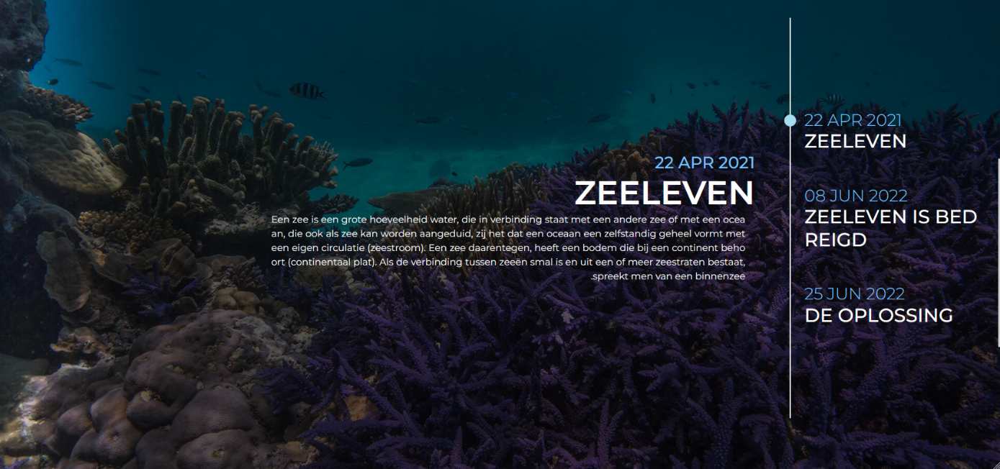 22 APR 2021
ZEELEVEN
Een zee is een grote hoeveelheid water, die in verbinding staat met een andere zee of met een ocea
an, die ook als zee kan worden aangeduid, zij het dat een oceaan een zelfstandig geheel vormt met
een eigen circulatie (zeestroom). Een zee daarentegen, heeft een bodem die bij een continent beho
ort (continentaal plat). Als de verbinding tussen zeeën smal is en uit een of meer zeestraten bestaat,
.spreekt men van een binnenzee
22 APR 2021
ZEELEVEN
08 JUN 2022
ZEELEVEN IS BED
REIGD
25 JUN 2022
DE OPLOSSING